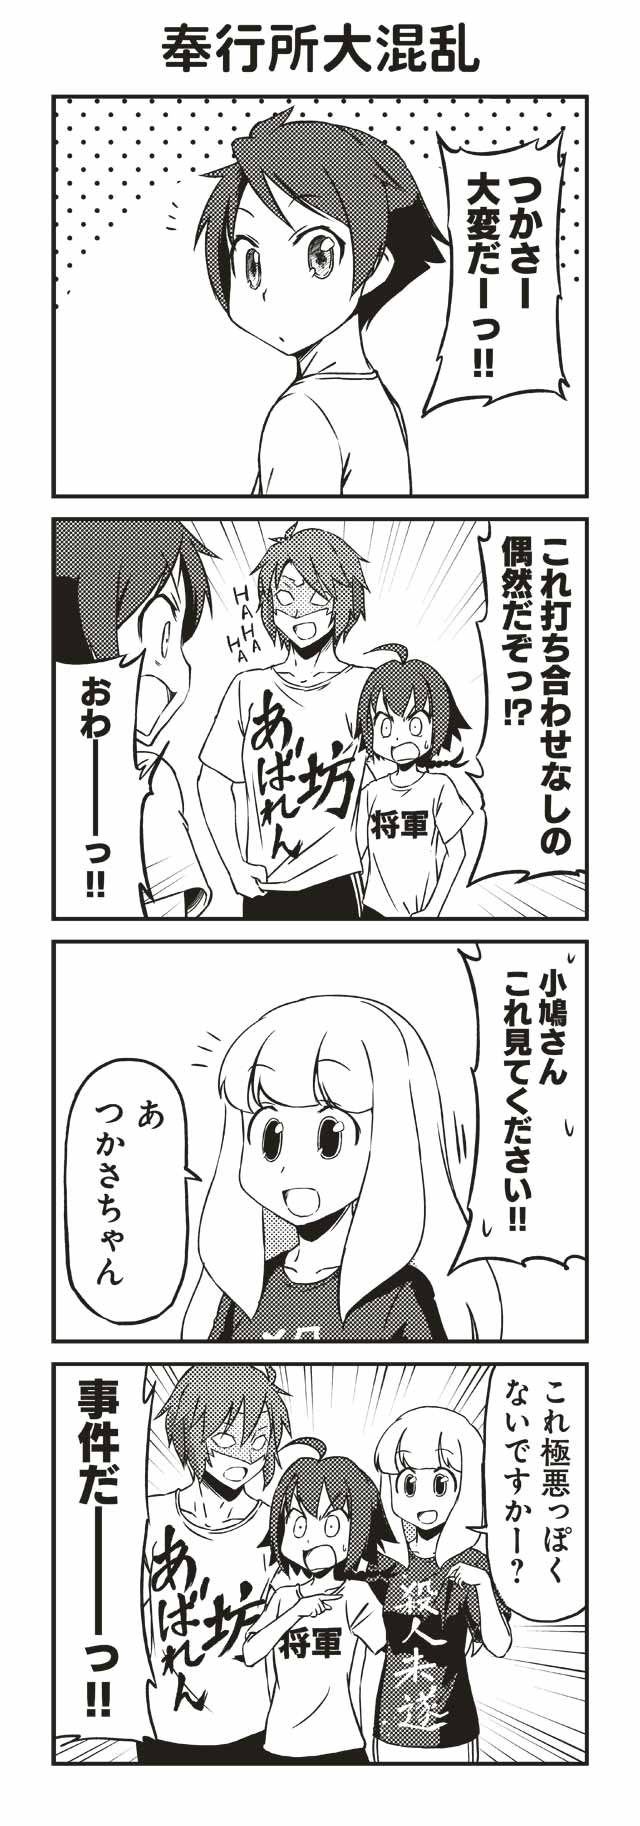 奉行所大混乱
つかさー
大変だーっ!!
これ打ち合わせなしの
偶然だぞっ!?
HA
HA
HA
あばれん
坊
将軍
おわーーっ!!
小鳩さん
これ見てください!!
あ
つかさちゃん
これ極悪っぽく
ないですかー？
殺人未遂
将軍
あばれん
坊
事件だーーっ!!